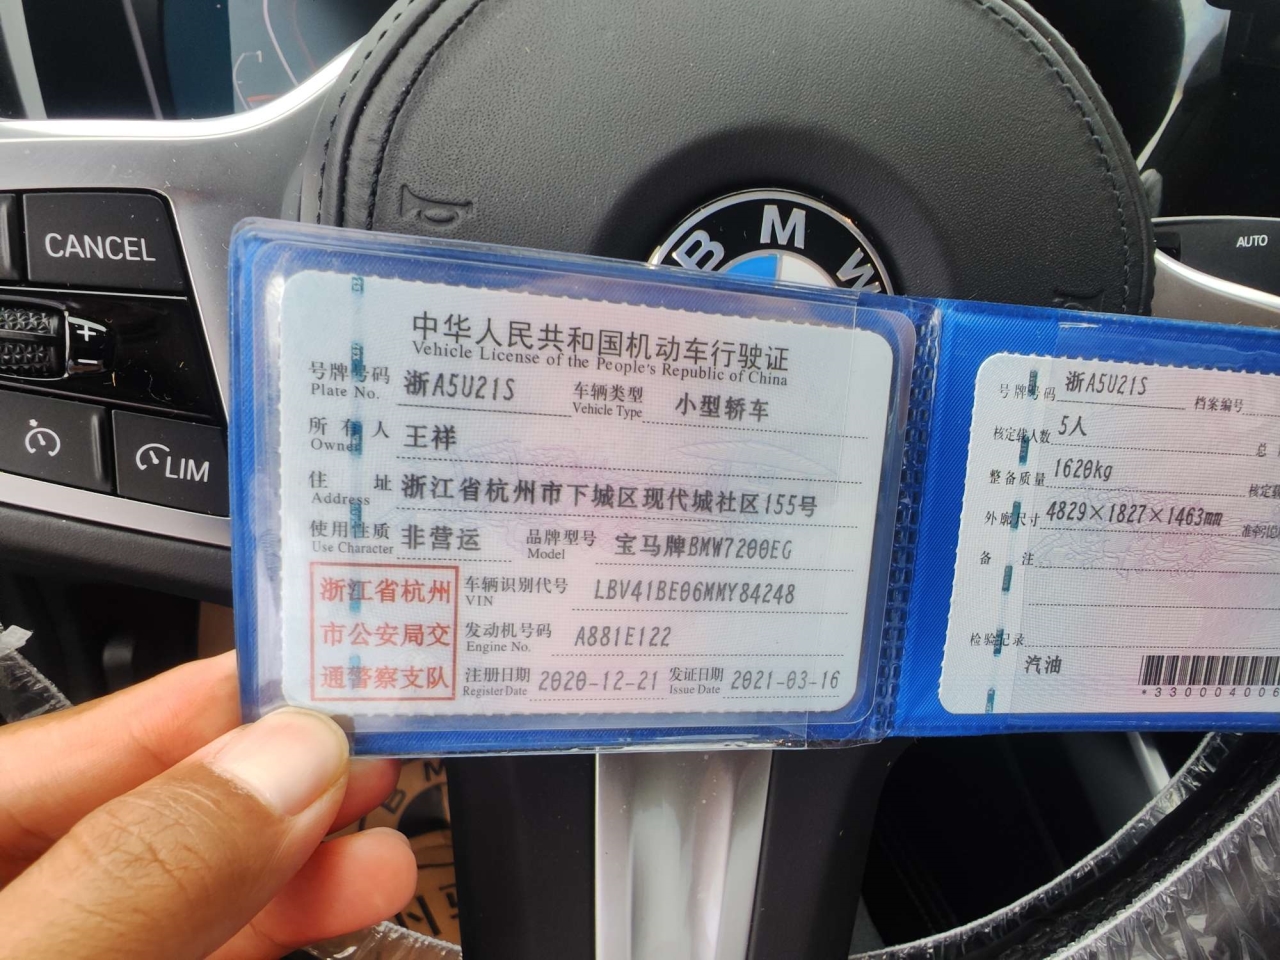 CANCEL
+
−
LIM
B M W
AUTO
中华人民共和国机动车行驶证
Vehicle License of the People's Republic of China
号牌号码 浙A5U21S 车辆类型 小型轿车
Plate No. Vehicle Type
所有人 王祥
Owner
住址 浙江省杭州市下城区现代城社区155号
Address
使用性质 非营运 品牌型号 宝马牌BMW7200EG
Use Character Model
浙江省杭州
市公安局交
通警察支队
车辆识别代号 LBV41BE06MMY84248
VIN
发动机号码 A881E122
Engine No.
注册日期 2020-12-21 发证日期 2021-03-16
Register Date Issue Date
号牌号码 浙A5U21S 档案编号
核定载人数 5人 总
整备质量 1620kg 核定载
外廓尺寸 4829×1827×1463mm 准牵引总
备注
检验记录
汽油
*330004006
B M